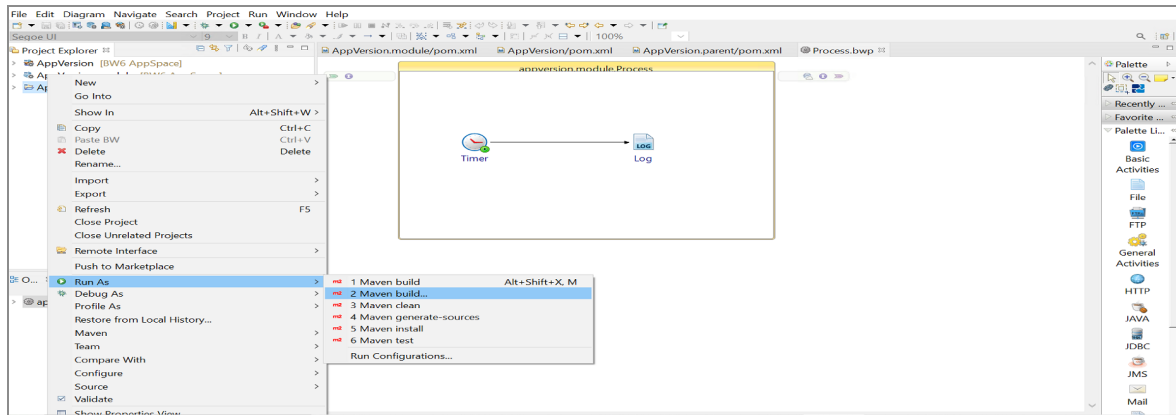 File Edit Diagram Navigate Search Project Run Window Help
Segoe UI 9 B I A 100%
Project Explorer
AppVersion.module/pom.xml AppVersion/pom.xml AppVersion.parent/pom.xml Process.bwp
AppVersion [BW6 AppSpace]
Ap
Ap
New
Go Into
Show In Alt+Shift+W >
Copy Ctrl+C
Paste BW Ctrl+V
Delete Delete
Rename...
Import
Export
Refresh F5
Close Project
Close Unrelated Projects
Remote Interface
Push to Marketplace
Run As
Debug As
Profile As
Restore from Local History...
Maven
Team
Compare With
Configure
Source
Validate
Show Properties View
O...
ap
1 Maven build Alt+Shift+X, M
2 Maven build...
3 Maven clean
4 Maven generate-sources
5 Maven install
6 Maven test
Run Configurations...
appversion.module.Process
Timer
LOG
Log
Palette
Recently ...
Favorite ...
Palette Li...
Basic
Activities
File
FTP
General
Activities
HTTP
JAVA
JDBC
JMS
Mail